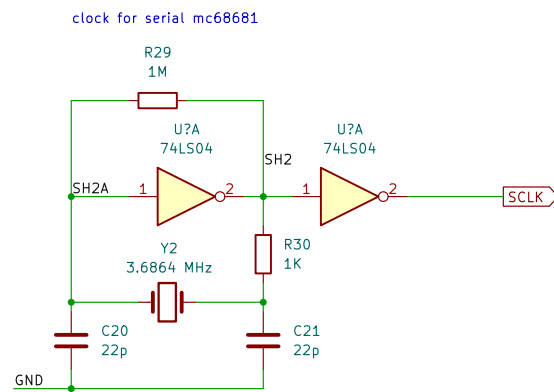 clock for serial mc68681
R29
1M
U?A
74LS04
U?A
74LS04
SH2
SH2A
1
2
1
2
SCLK
Y2
3.6864 MHz
R30
1K
C20
22p
C21
22p
GND